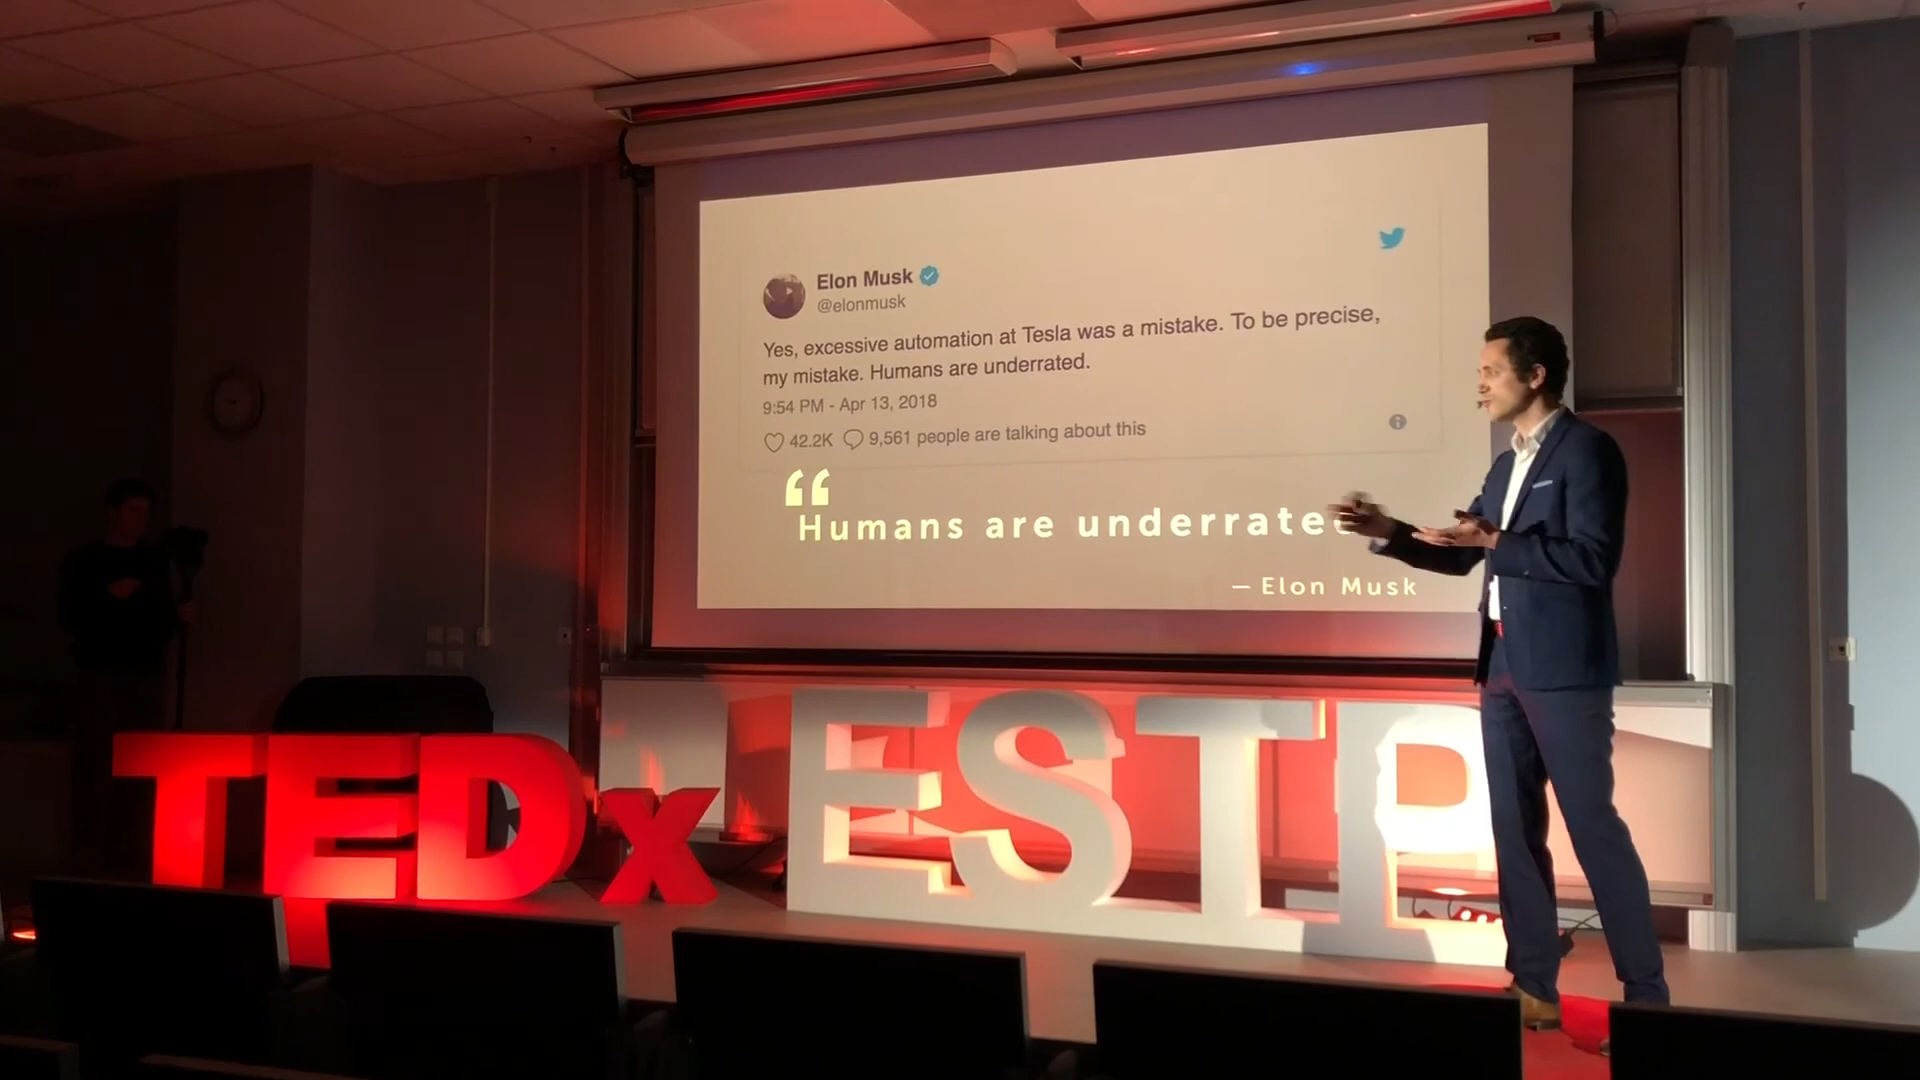 Elon Musk
@elonmusk
Yes, excessive automation at Tesla was a mistake. To be precise,
my mistake. Humans are underrated.
9:54 PM - Apr 13, 2018
42.2K 9,561 people are talking about this
“
Humans are underrated
— Elon Musk
TEDx ESTP